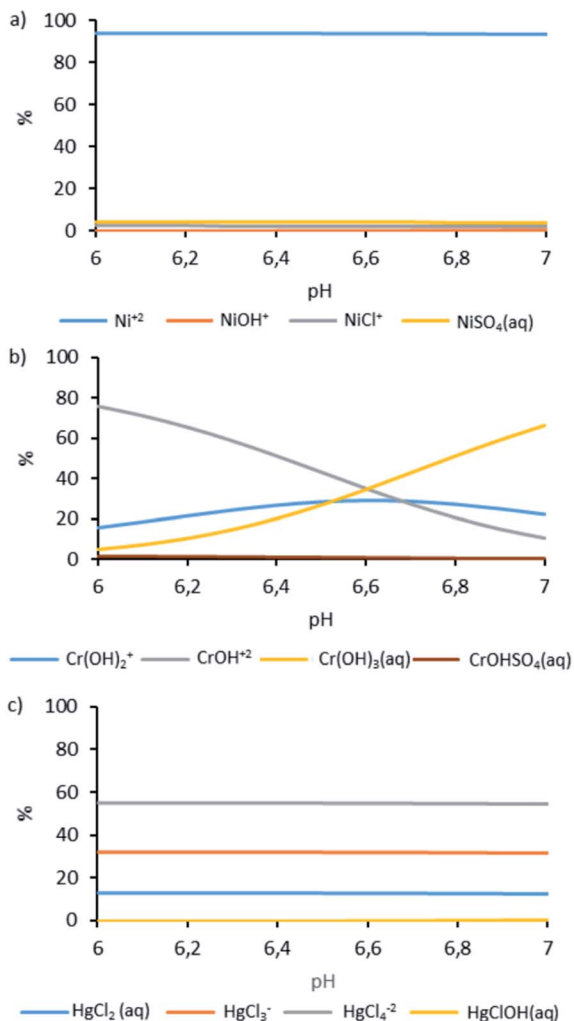 a)
100
80
60
40
20
0
%
6 6,2 6,4 6,6 6,8 7
pH
Ni+2 NiOH+ NiCl+ NiSO4(aq)
b)
100
80
60
40
20
0
%
6 6,2 6,4 6,6 6,8 7
pH
Cr(OH)2+ CrOH+2 Cr(OH)3(aq) CrOHSO4(aq)
c)
100
80
60
40
20
0
%
6 6,2 6,4 6,6 6,8 7
pH
HgCl2 (aq) HgCl3- HgCl4-2 HgClOH(aq)